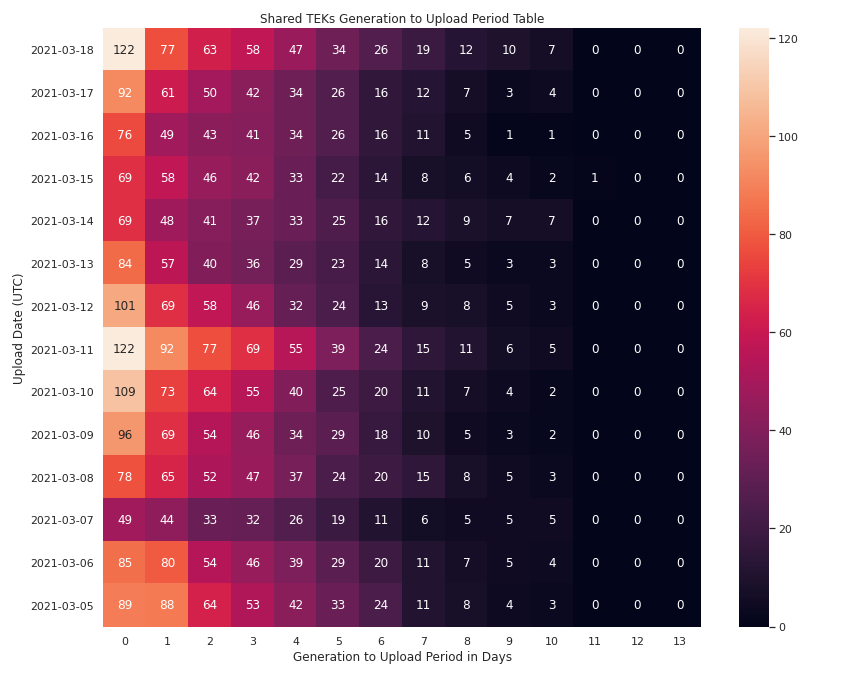 Shared TEKs Generation to Upload Period Table
Upload Date (UTC)
2021-03-18 122 77 63 58 47 34 26 19 12 10 7 0 0 0
2021-03-17 92 61 50 42 34 26 16 12 7 3 4 0 0 0
2021-03-16 76 49 43 41 34 26 16 11 5 1 1 0 0 0
2021-03-15 69 58 46 42 33 22 14 8 6 4 2 1 0 0
2021-03-14 69 48 41 37 33 25 16 12 9 7 7 0 0 0
2021-03-13 84 57 40 36 29 23 14 8 5 3 3 0 0 0
2021-03-12 101 69 58 46 32 24 13 9 8 5 3 0 0 0
2021-03-11 122 92 77 69 55 39 24 15 11 6 5 0 0 0
2021-03-10 109 73 64 55 40 25 20 11 7 4 2 0 0 0
2021-03-09 96 69 54 46 34 29 18 10 5 3 2 0 0 0
2021-03-08 78 65 52 47 37 24 20 15 8 5 3 0 0 0
2021-03-07 49 44 33 32 26 19 11 6 5 5 5 0 0 0
2021-03-06 85 80 54 46 39 29 20 11 7 5 4 0 0 0
2021-03-05 89 88 64 53 42 33 24 11 8 4 3 0 0 0
0 1 2 3 4 5 6 7 8 9 10 11 12 13
Generation to Upload Period in Days
120
100
80
60
40
20
0